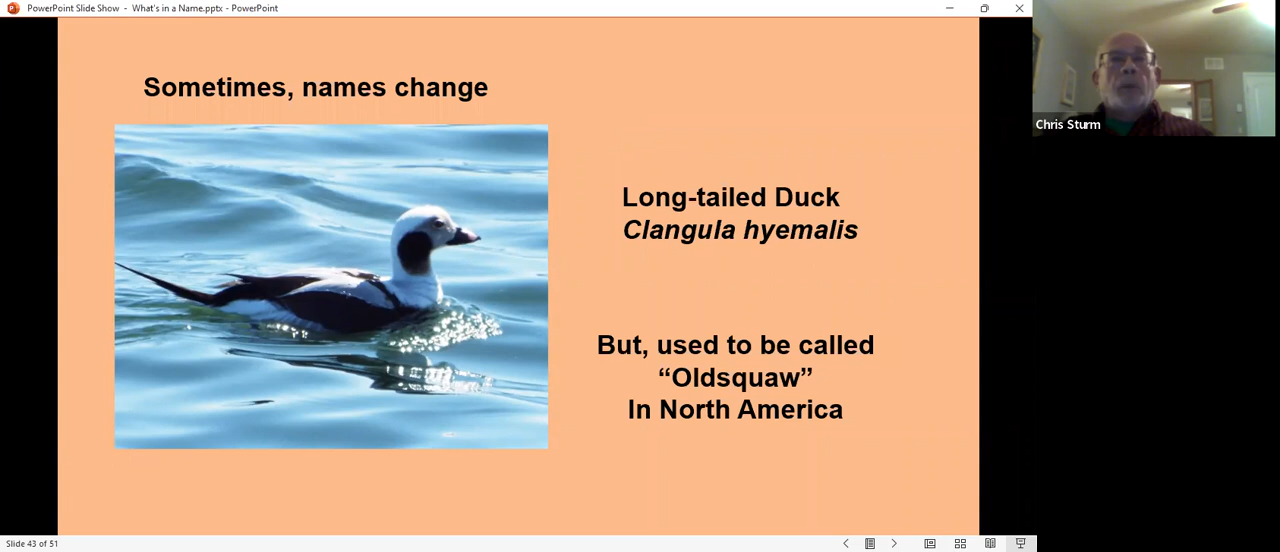 PowerPoint Slide Show - What's in a Name.pptx - PowerPoint
Sometimes, names change
Long-tailed Duck
Clangula hyemalis
But, used to be called
“Oldsquaw”
In North America
Chris Sturm
Slide 43 of 51